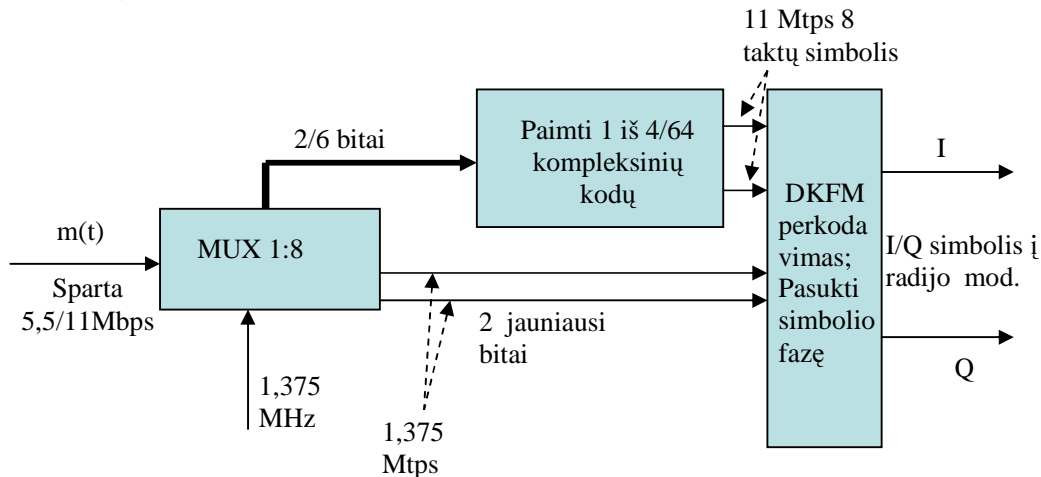 11 Mtps 8
taktų simbolis
2/6 bitai
Paimti 1 iš 4/64
kompleksinių
kodų
I
m(t)
MUX 1:8
DKFM
perkoda
vimas;
Pasukti
simbolio
fazę
I/Q simbolis į
radijo mod.
Sparta
5,5/11Mbps
2 jauniausi
bitai
Q
1,375
MHz
1,375
Mtps